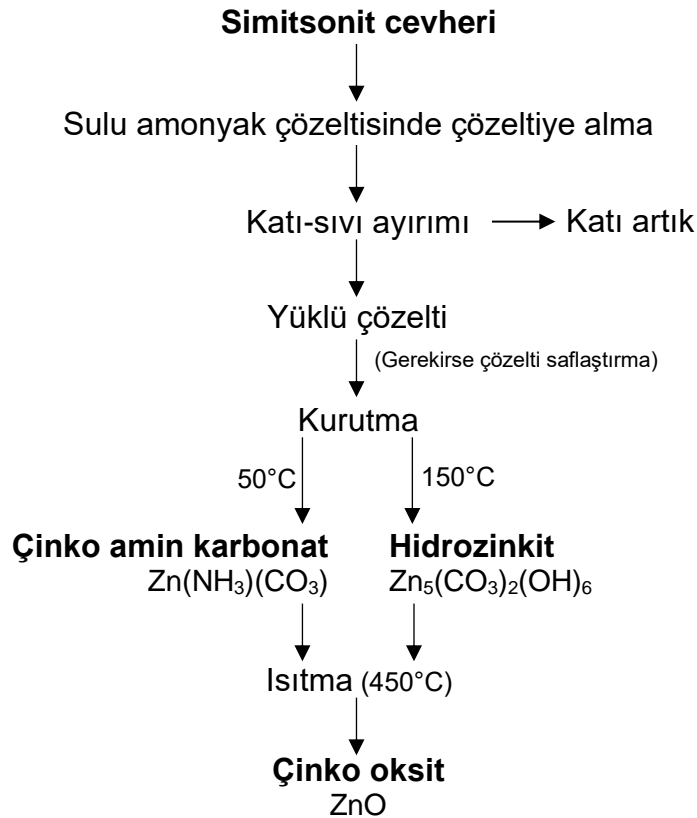 Simitsonit cevheri
Sulu amonyak çözeltisinde çözeltiye alma
Katı-sıvı ayırımı
Katı artık
Yüklü çözelti
(Gerekirse çözelti saflaştırma)
Kurutma
50°C
150°C
Çinko amin karbonat
Zn(NH₃)(CO₃)
Hidrozinkit
Zn₅(CO₃)₂(OH)₆
Isıtma (450°C)
Çinko oksit
ZnO